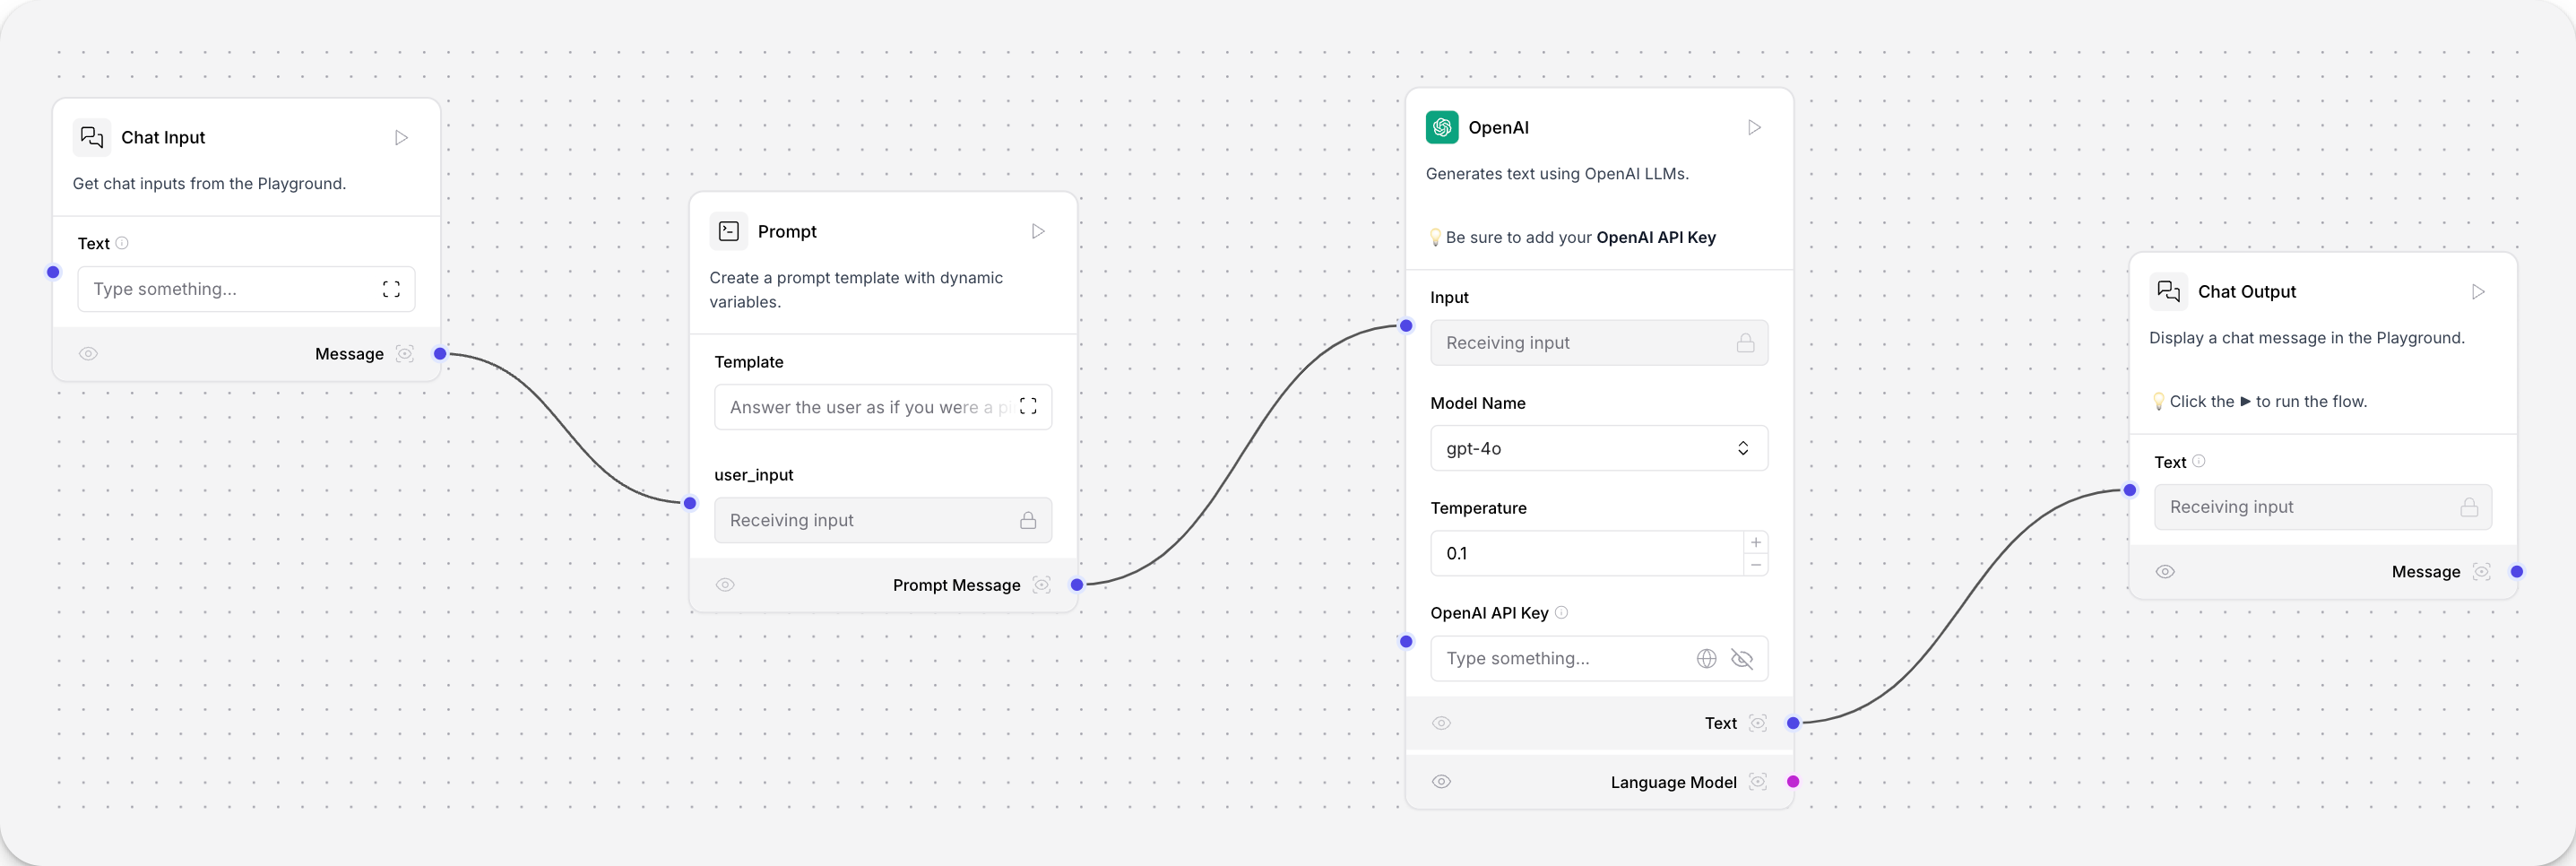 Chat Input
Get chat inputs from the Playground.
Text
Type something...
Message
Prompt
Create a prompt template with dynamic
variables.
Template
Answer the user as if you were a
user_input
Receiving input
Prompt Message
OpenAI
Generates text using OpenAI LLMs.
💡Be sure to add your OpenAI API Key
Input
Receiving input
Model Name
gpt-4o
Temperature
0.1
OpenAI API Key
Type something...
Text
Language Model
Chat Output
Display a chat message in the Playground.
💡Click the ▶ to run the flow.
Text
Receiving input
Message